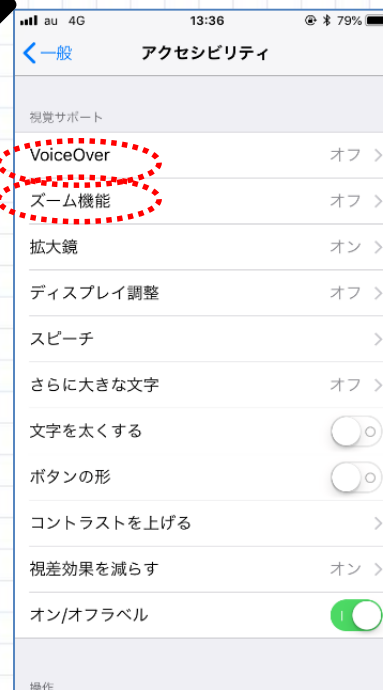 au 4G 13:36 79%
一般 アクセシビリティ
視覚サポート
VoiceOver オフ
ズーム機能 オフ
拡大鏡 オン
ディスプレイ調整 オフ
スピーチ
さらに大きな文字 オフ
文字を太くする
ボタンの形
コントラストを上げる
視差効果を減らす オン
オン/オフラベル
操作